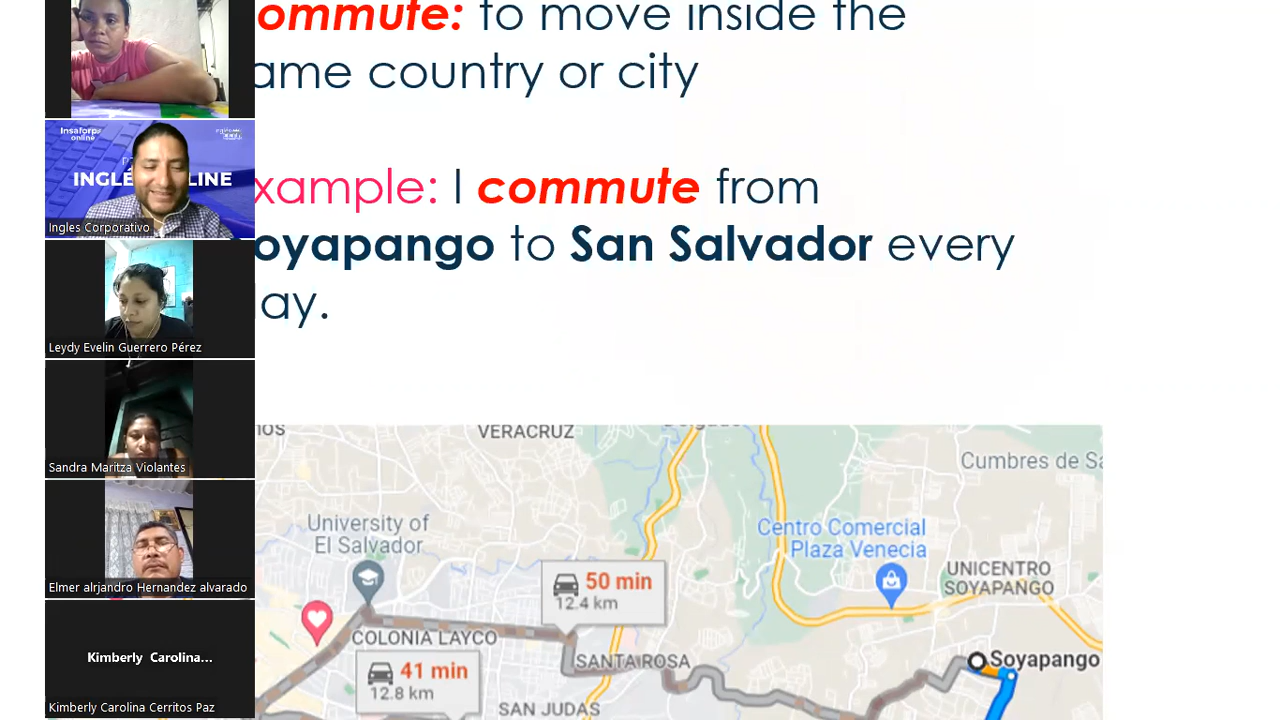 ommute: to move inside the
ame country or city
xample: I commute from
oyapango to San Salvador every
ay.
Insaforp
online
INGLÉ
LINE
Ingles Corporativo
Leydy Evelin Guerrero Pérez
Sandra Maritza Violantes
Elmer alrjandro Hernandez alvarado
Kimberly Carolina...
Kimberly Carolina Cerritos Paz
VERACRUZ
Cumbres de Sa
University of
El Salvador
Centro Comercial
Plaza Venecia
UNICENTRO
SOYAPANGO
50 min
12.4 km
COLONIA LAYCO
SANTA ROSA
Soyapango
41 min
12.8 km
SAN JUDAS